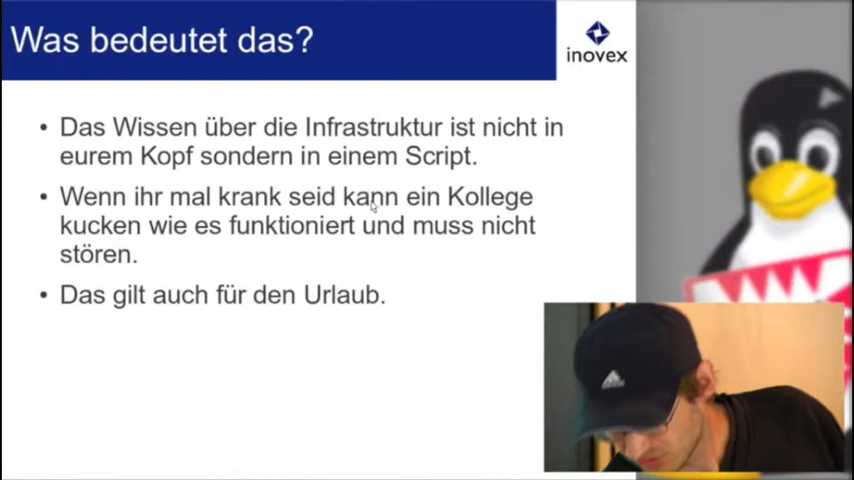 Was bedeutet das?
inovex
• Das Wissen über die Infrastruktur ist nicht in
eurem Kopf sondern in einem Script.
• Wenn ihr mal krank seid kann ein Kollege
kucken wie es funktioniert und muss nicht
stören.
• Das gilt auch für den Urlaub.